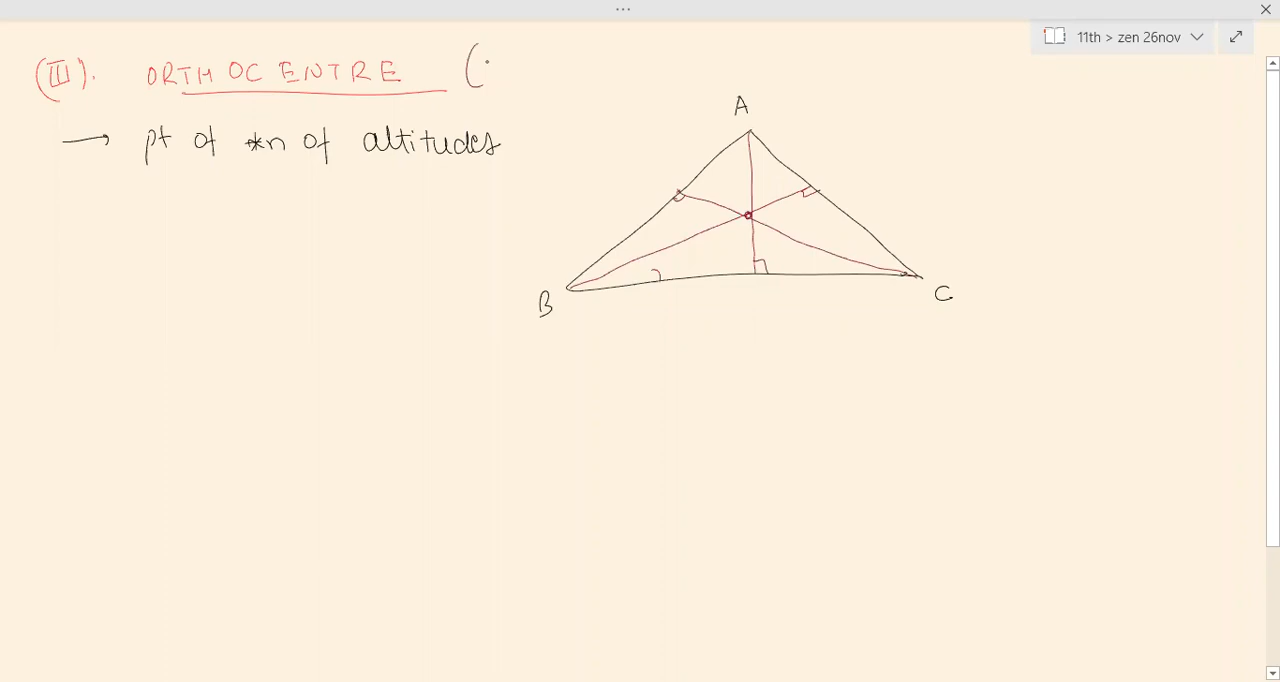 11th > zen 26nov
(III). ORTHOCENTRE (
→ pt of *n of altitudes
A
B
C